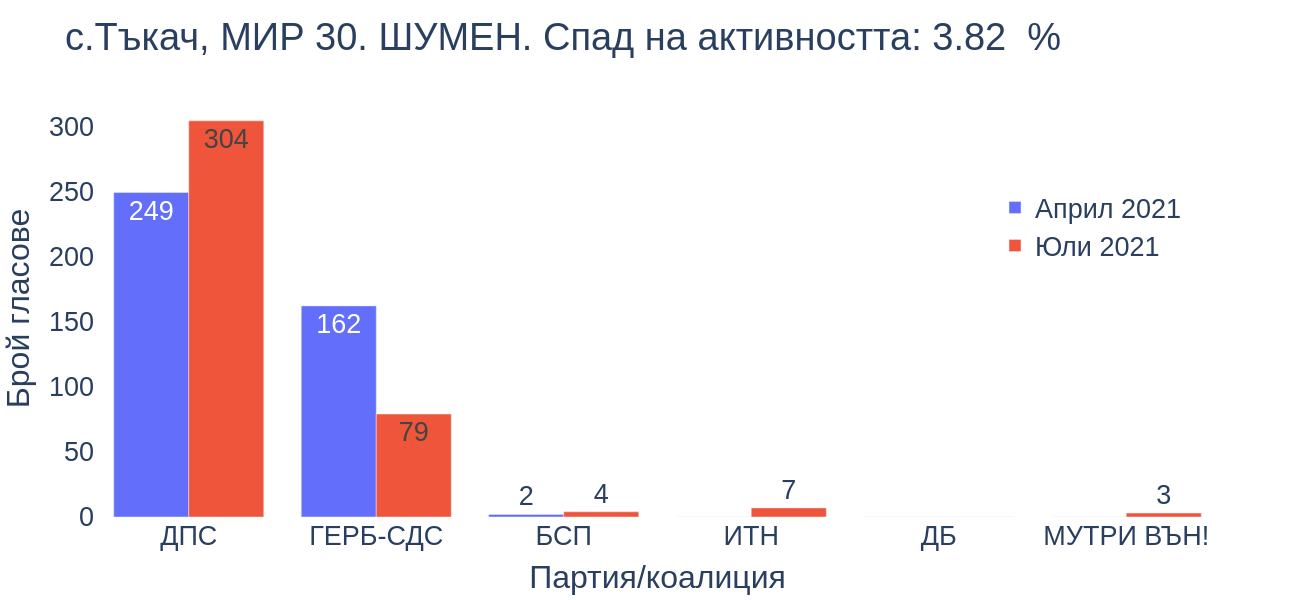 с.Тъкач, МИР 30. ШУМЕН. Спад на активността: 3.82 %
Брой гласове
300
250
200
150
100
50
0
249
304
162
79
2
4
7
3
Април 2021
Юли 2021
ДПС
ГЕРБ-СДС
БСП
ИТН
ДБ
МУТРИ ВЪН!
Партия/коалиция